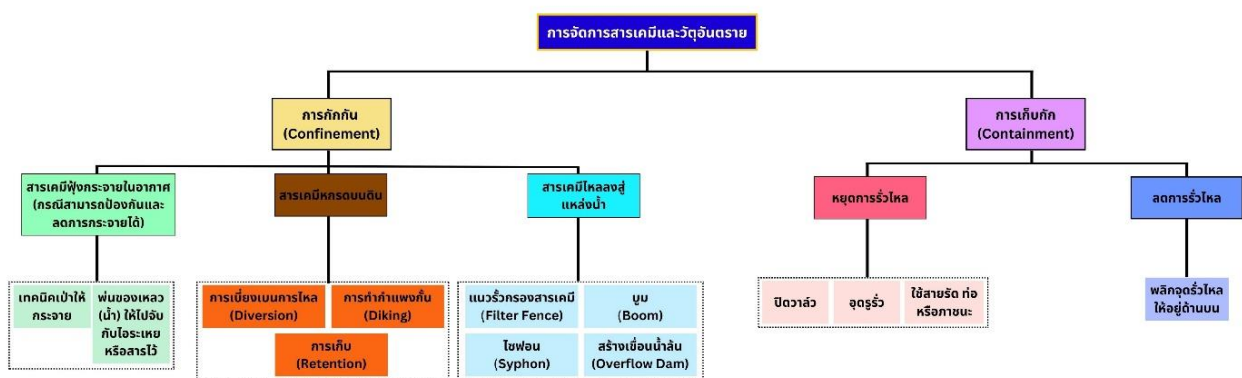 การจัดการสารเคมีและวัตุอันตราย
การกักกัน
(Confinement)
การเก็บกัก
(Containment)
สารเคมีฟุ้งกระจายในอากาศ
(กรณีสามารถป้องกันและ
ลดการกระจายได้)
สารเคมีหกรดบนดิน
สารเคมีไหลลงสู่
แหล่งน้ำ
หยุดการรั่วไหล
ลดการรั่วไหล
เทคนิคเป่าให้
กระจาย
พ่นของเหลว
(น้ำ) ให้ไปจับ
กับไอระเหย
หรือสารไว้
การเบี่ยงเบนการไหล
(Diversion)
การทำกำแพงกั้น
(Diking)
การเก็บ
(Retention)
แนวรั้วกรองสารเคมี
(Filter Fence)
บูม
(Boom)
ไซฟอน
(Syphon)
สร้างเขื่อนน้ำล้น
(Overflow Dam)
ปิดวาล์ว
อุดรูรั่ว
ใช้สายรัด ท่อ
หรือภาชนะ
พลิกจุดรั่วไหล
ให้อยู่ด้านบน